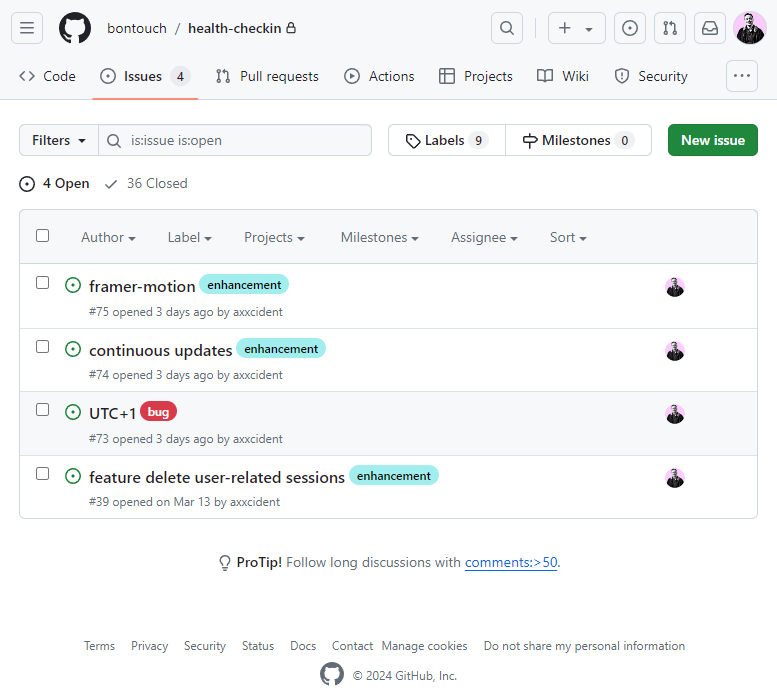 bontouch / health-checkin
Code Issues 4 Pull requests Actions Projects Wiki Security
Filters is:issue is:open Labels 9 Milestones 0 New issue
4 Open 36 Closed
Author Label Projects Milestones Assignee Sort
framer-motion enhancement
#75 opened 3 days ago by axxcident
continuous updates enhancement
#74 opened 3 days ago by axxcident
UTC+1 bug
#73 opened 3 days ago by axxcident
feature delete user-related sessions enhancement
#39 opened on Mar 13 by axxcident
ProTip! Follow long discussions with comments:>50.
Terms Privacy Security Status Docs Contact Manage cookies Do not share my personal information
© 2024 GitHub, Inc.